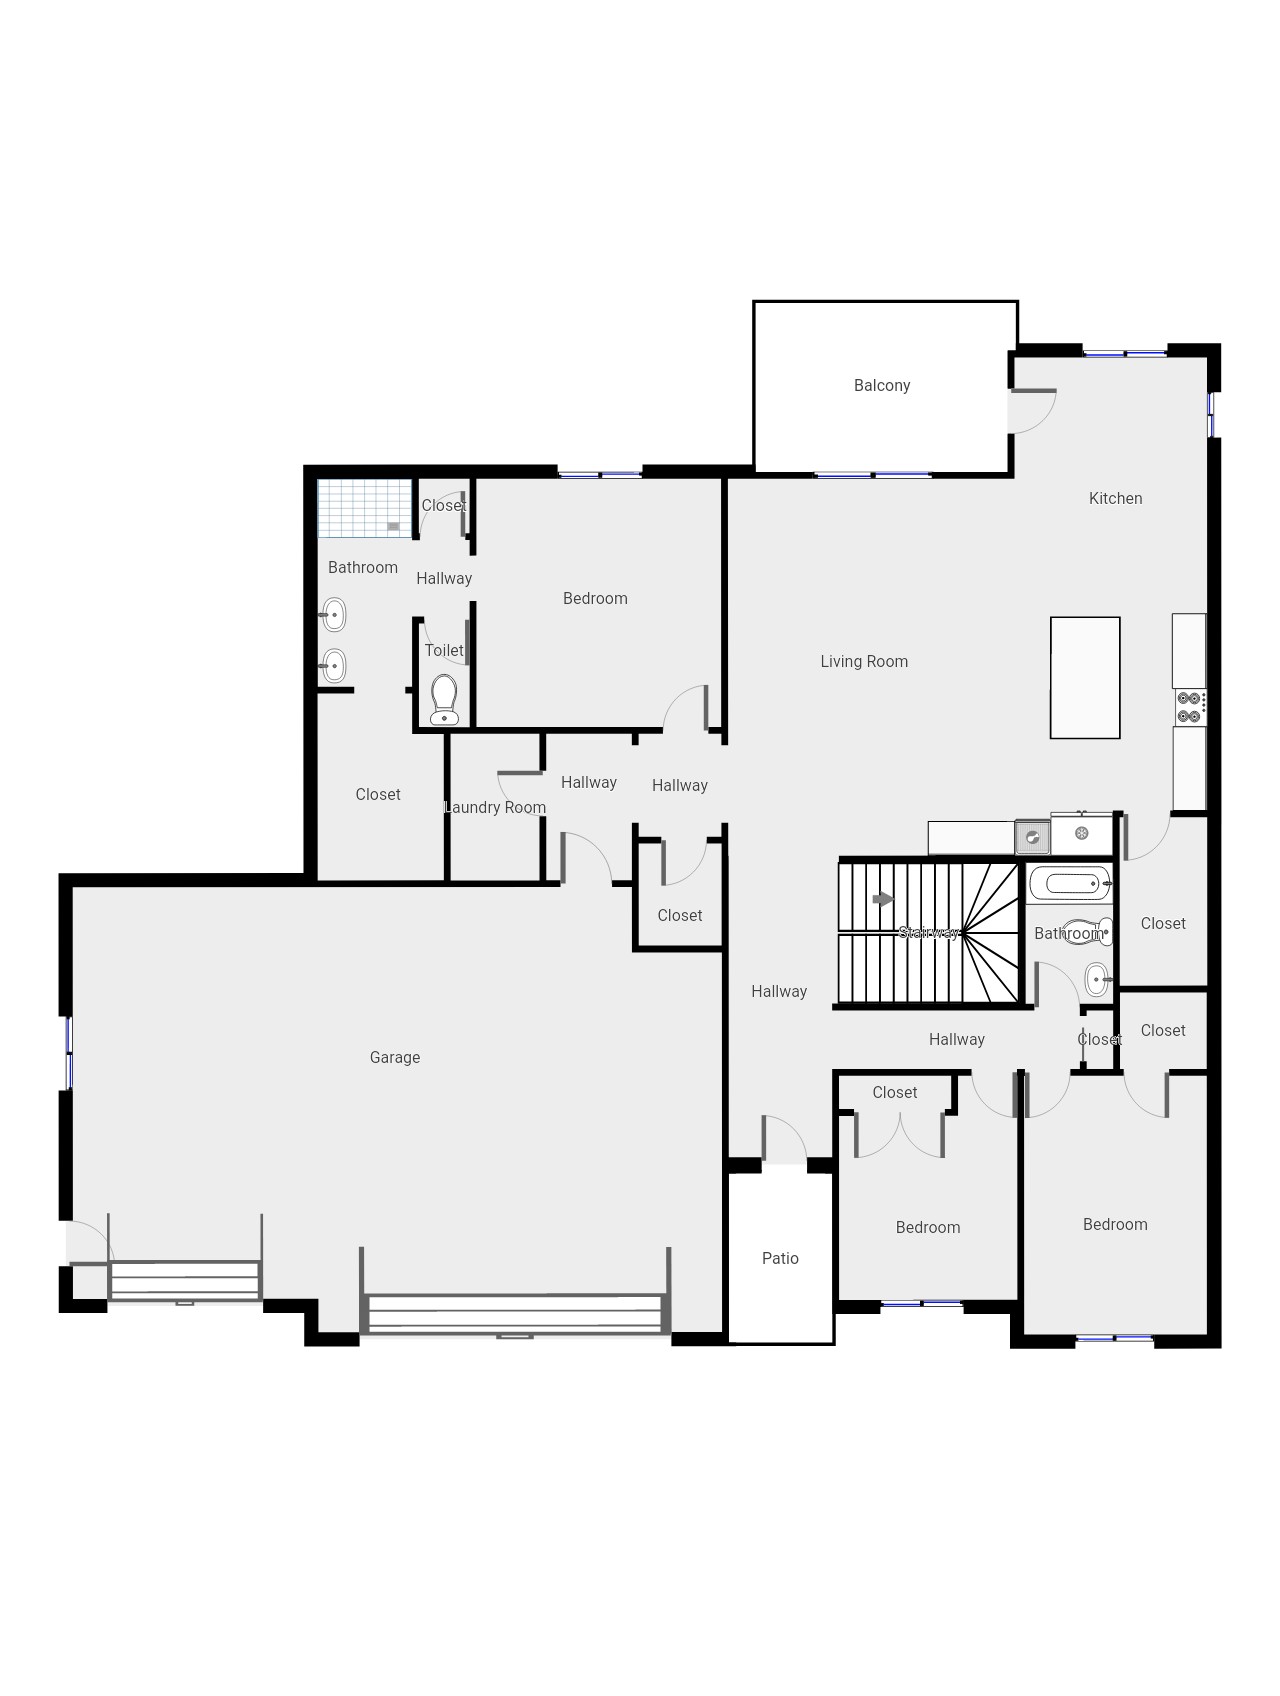 Balcony
Kitchen
Closet
Bathroom
Hallway
Bedroom
Toilet
Living Room
Hallway
Hallway
Closet
Laundry Room
Closet
Closet
Stairway
Bathroom
Hallway
Closet
Hallway
Closet
Garage
Closet
Bedroom
Bedroom
Patio